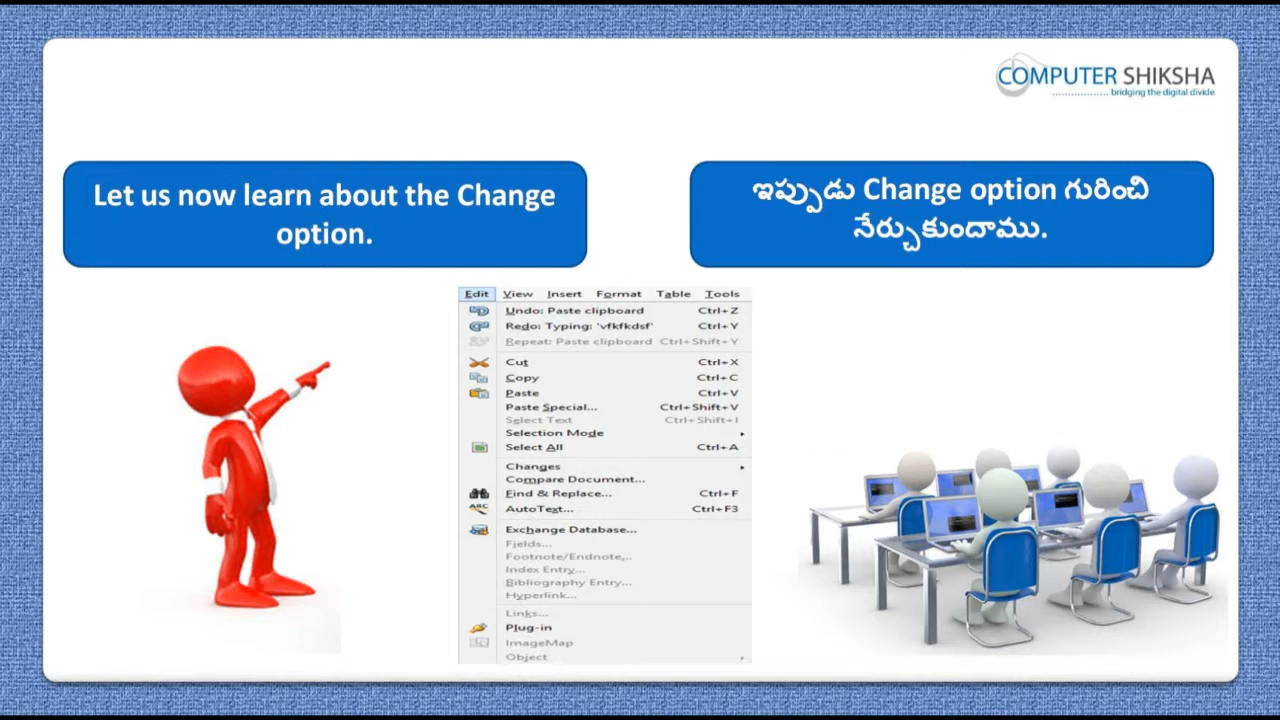 COMPUTER SHIKSHA
bridging the digital divide
Let us now learn about the Change
option.
ఇప్పుడు Change option గురించి
నేర్చుకుందాము.
Edit View Insert Format Table Tools
Undo: Paste clipboard Ctrl+Z
Redo: Typing: 'vfkfkdsf' Ctrl+Y
Repeat: Paste clipboard Ctrl+Shift+Y
Cut Ctrl+X
Copy Ctrl+C
Paste Ctrl+V
Paste Special... Ctrl+Shift+V
Select Text Ctrl+Shift+I
Selection Mode
Select All Ctrl+A
Changes
Compare Document...
Find & Replace... Ctrl+F
ABC AutoText... Ctrl+F3
Exchange Database...
Fields...
Footnote/Endnote...
Index Entry...
Bibliography Entry...
Hyperlink...
Links...
Plug-in
ImageMap
Object